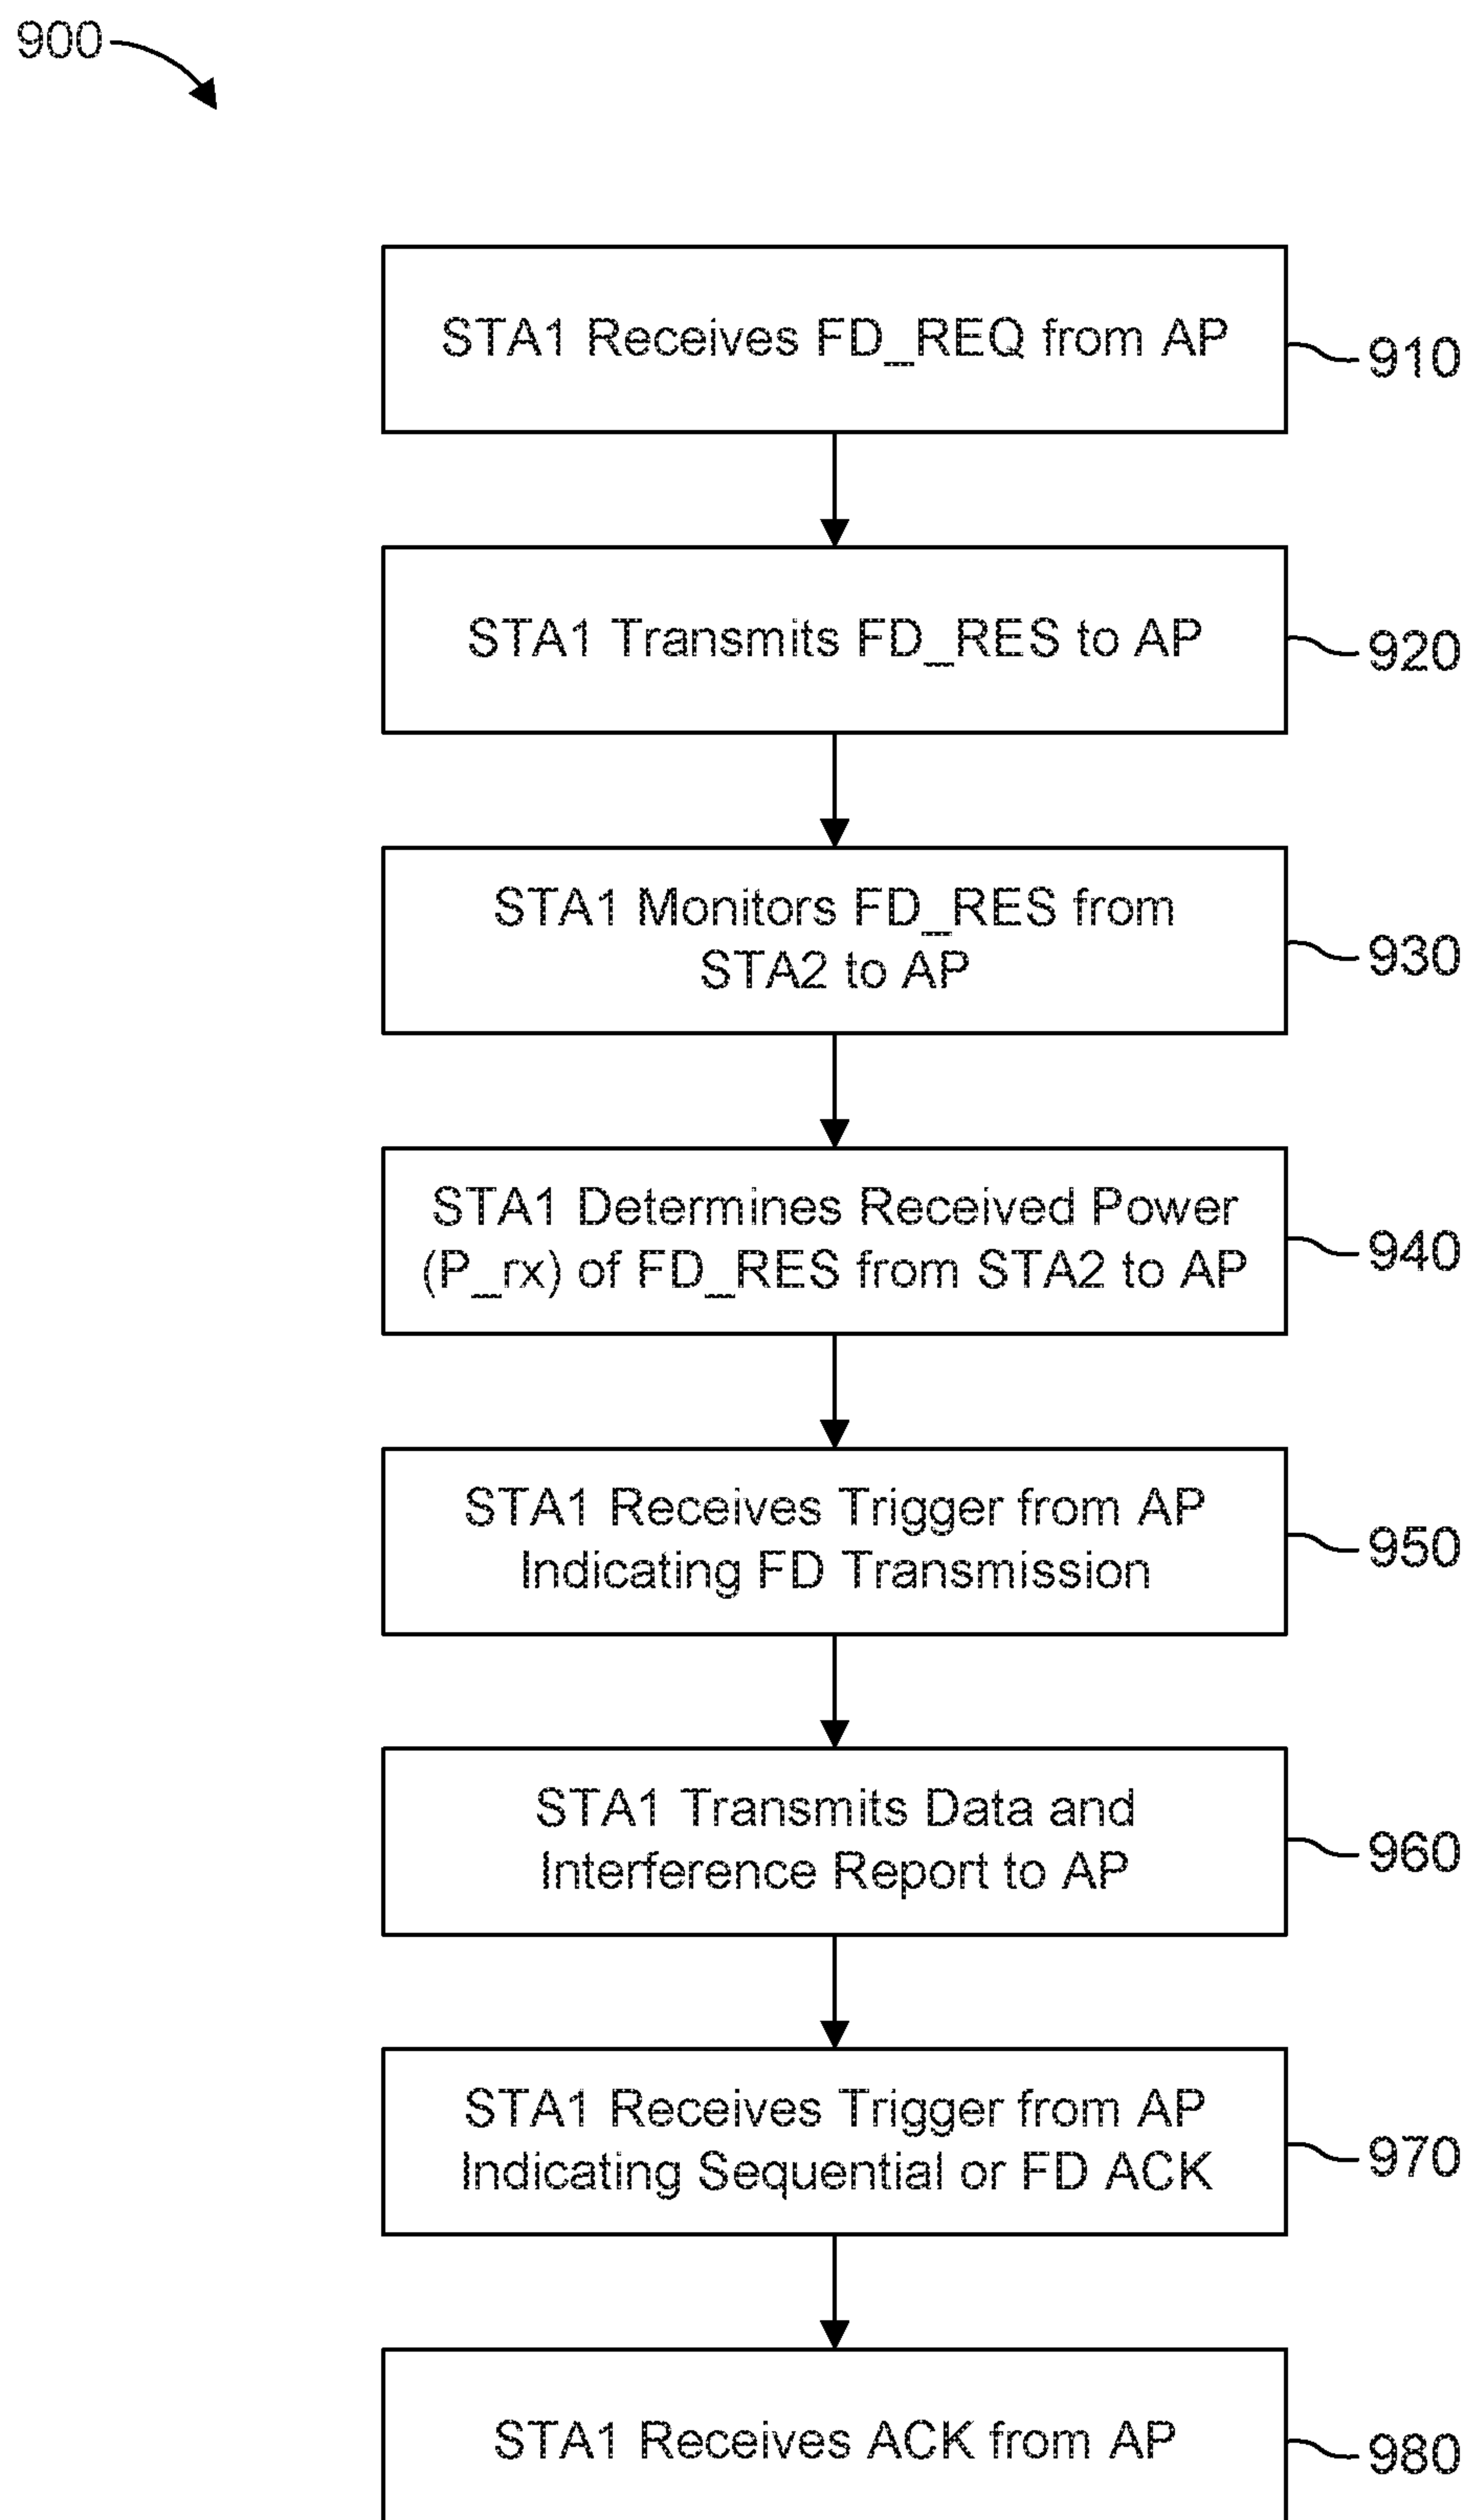 900
STA1 Receives FD_REQ from AP
910
STA1 Transmits FD_RES to AP
920
STA1 Monitors FD_RES from
STA2 to AP
930
STA1 Determines Received Power
(P_rx) of FD_RES from STA2 to AP
940
STA1 Receives Trigger from AP
Indicating FD Transmission
950
STA1 Transmits Data and
Interference Report to AP
960
STA1 Receives Trigger from AP
Indicating Sequential or FD ACK
970
STA1 Receives ACK from AP
980